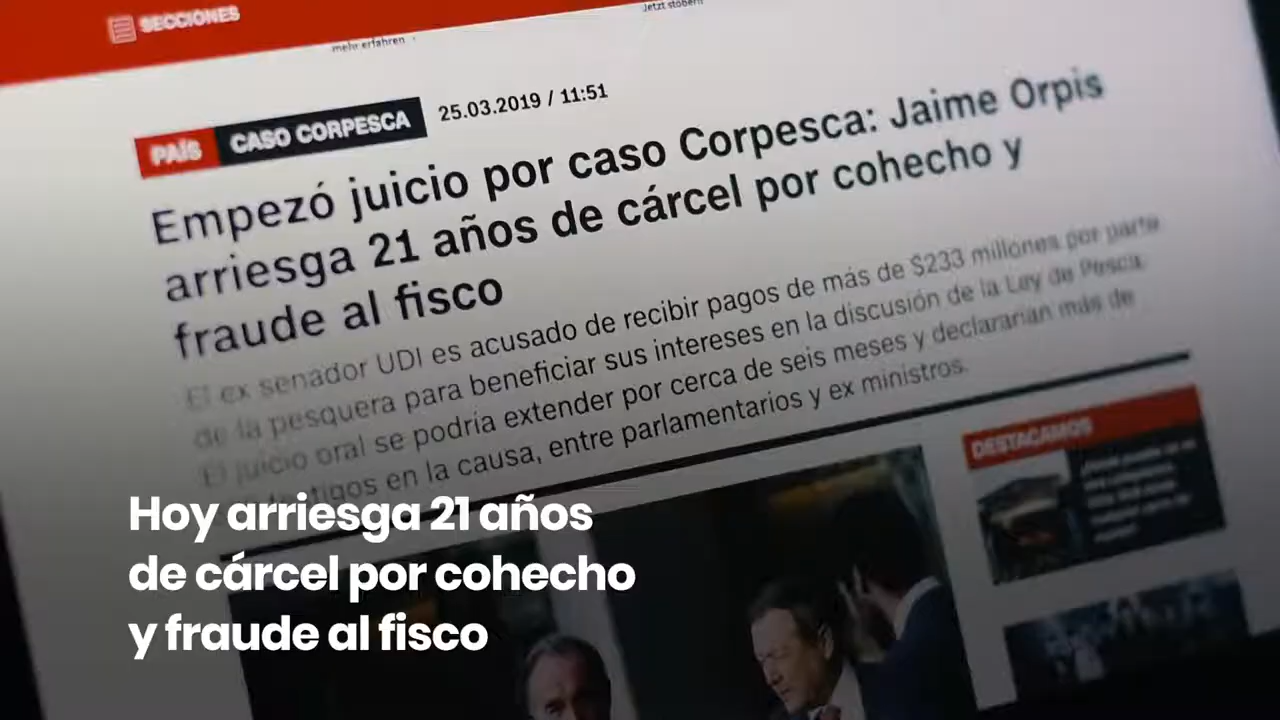 SECCIONES
mehr erfahren
Jetzt stöbern
PAÍS CASO CORPESCA 25.03.2019 / 11:51
Empezó juicio por caso Corpesca: Jaime Orpis
arriesga 21 años de cárcel por cohecho y
fraude al fisco
El ex senador UDI es acusado de recibir pagos de más de $233 millones por parte
de la pesquera para beneficiar sus intereses en la discusión de la Ley de Pesca.
El juicio oral se podría extender por cerca de seis meses y declararían más de
testigos en la causa, entre parlamentarios y ex ministros.
DESTACAMOS
Hoy arriesga 21 años
de cárcel por cohecho
y fraude al fisco